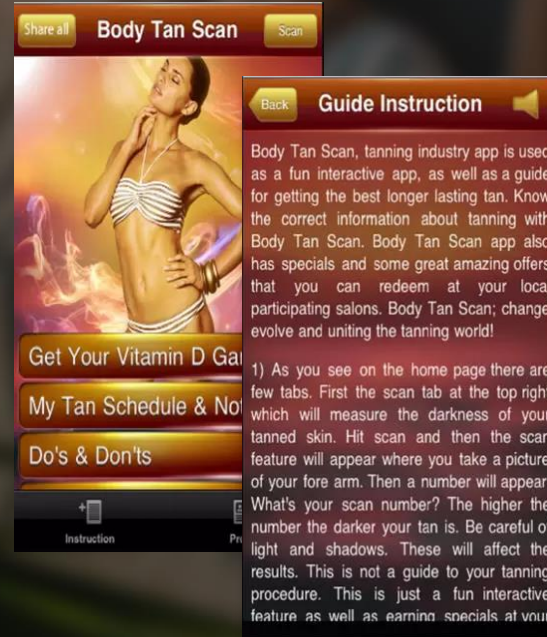 Share all
Body Tan Scan
Scan
Get Your Vitamin D
My Tan Schedule &
Do's & Don'ts
Instruction
Back
Guide Instruction
Body Tan Scan, tanning industry app is used
as a fun interactive app, as well as a guide
for getting the best longer lasting tan. Know
the correct information about tanning with
Body Tan Scan. Body Tan Scan app also
has specials and some great amazing offers
that you can redeem at your local
participating salons. Body Tan Scan; change
evolve and uniting the tanning world!
1) As you see on the home page there are
few tabs. First the scan tab at the top right
which will measure the darkness of your
tanned skin. Hit scan and then the scan
feature will appear where you take a picture
of your fore arm. Then a number will appear
What's your scan number? The higher the
number the darker your tan is. Be careful of
light and shadows. These will affect the
results. This is not a guide to your tanning
procedure. This is just a fun interactive
feature as well as earning specials at your